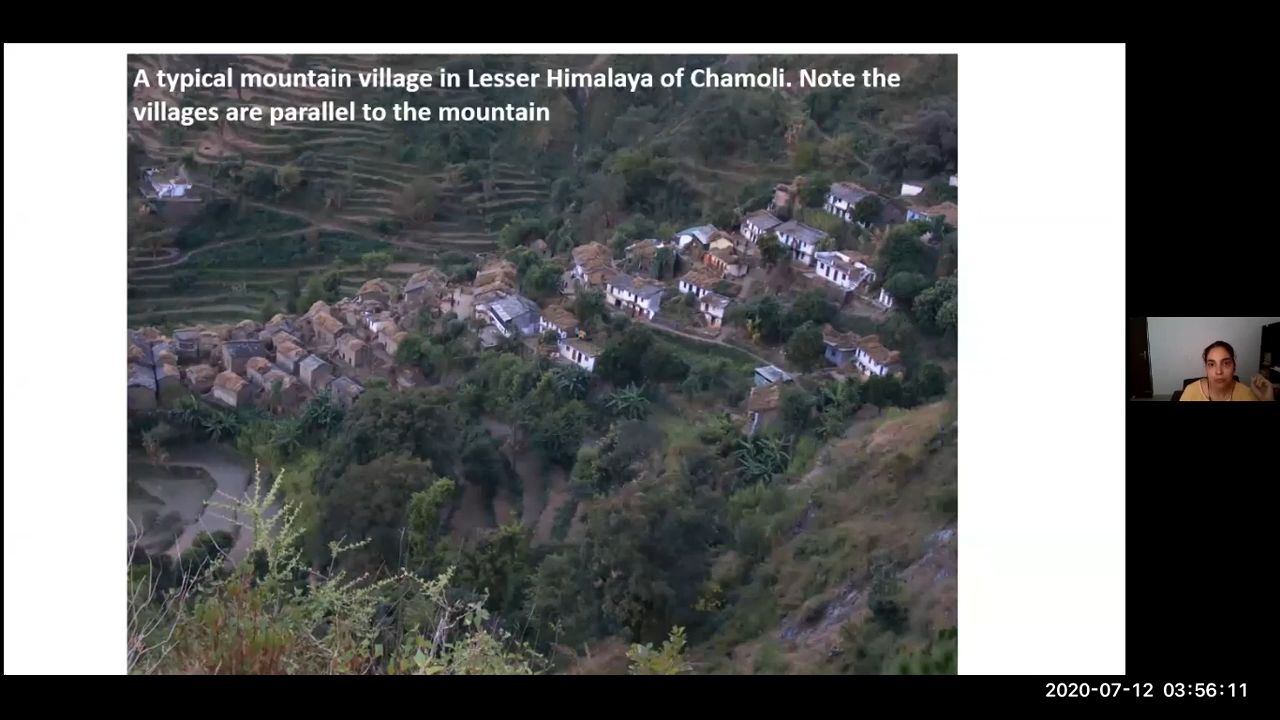 A typical mountain village in Lesser Himalaya of Chamoli. Note the
villages are parallel to the mountain
2020-07-12 03:56:11